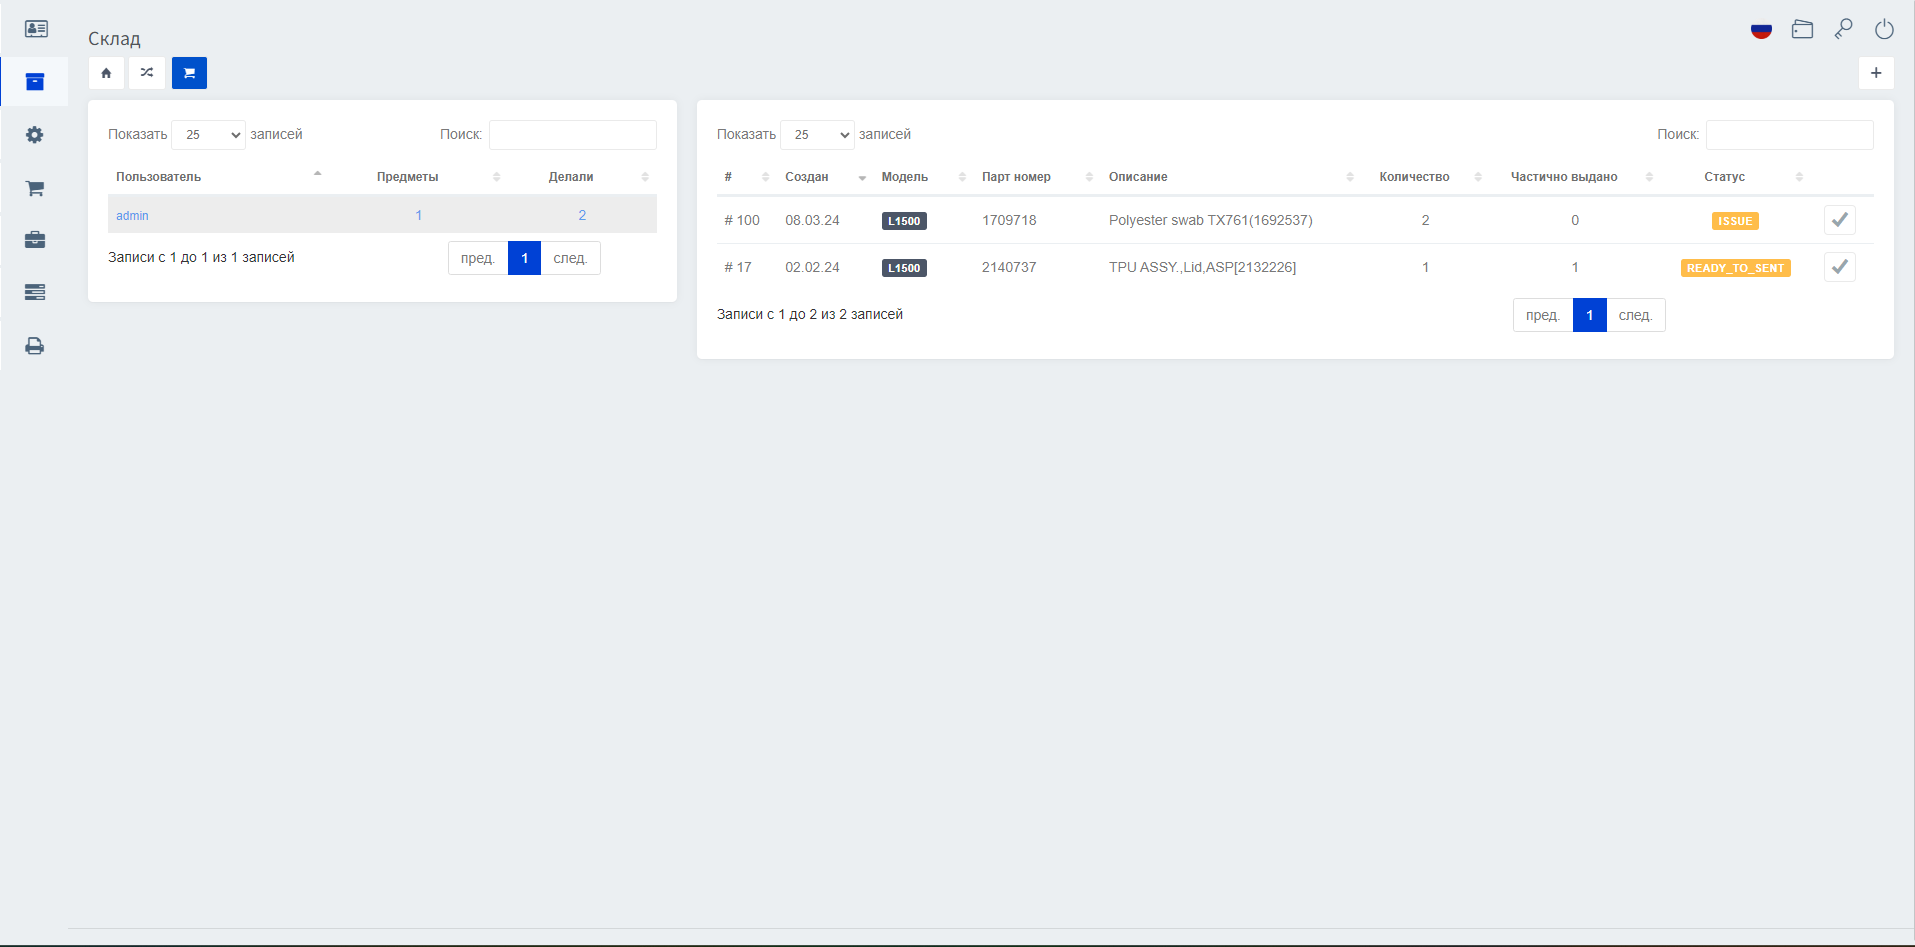 Склад
Показать 25 записей Поиск:
Пользователь Предметы Делали
admin 1 2
Записи с 1 до 1 из 1 записей пред. 1 след.
Показать 25 записей Поиск:
# Создан Модель Парт номер Описание Количество Частично выдано Статус
# 100 08.03.24 L1500 1709718 Polyester swab TX761(1692537) 2 0 ISSUE
# 17 02.02.24 L1500 2140737 TPU ASSY.,Lid,ASP[2132226] 1 1 READY_TO_SENT
Записи с 1 до 2 из 2 записей пред. 1 след.